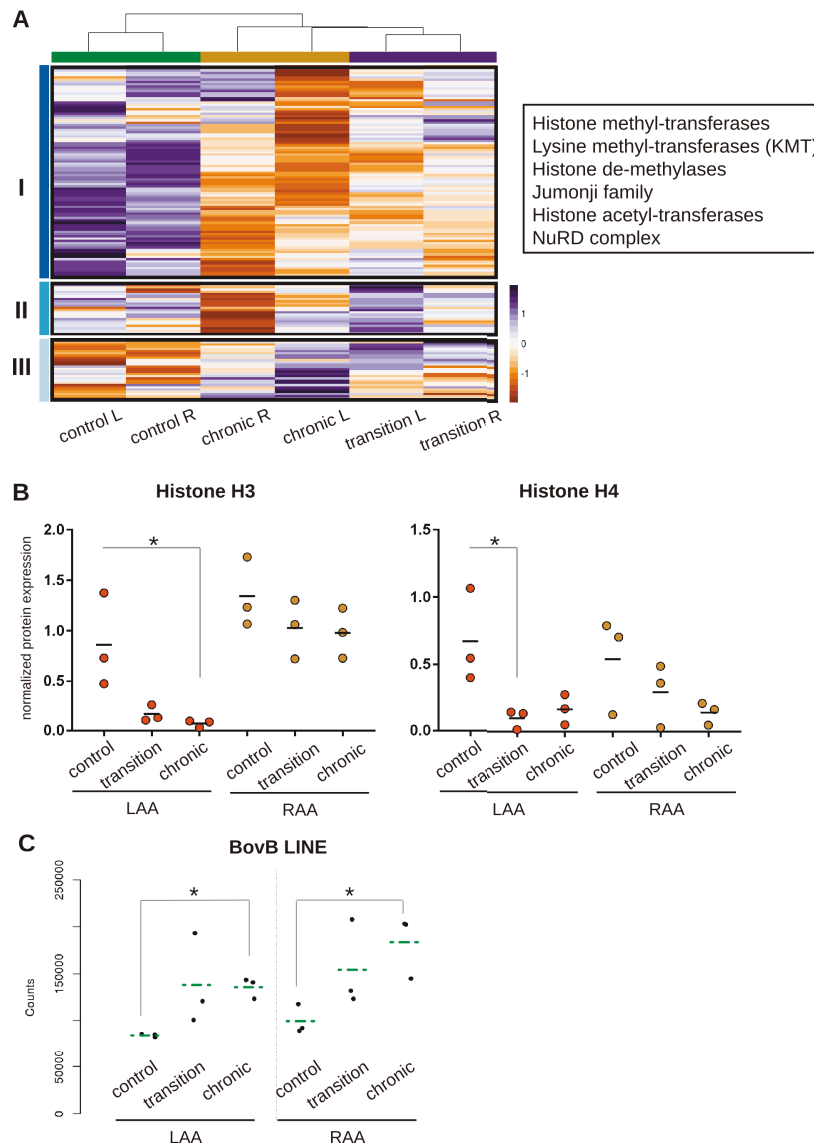 A
I
II
III
Histone methyl-transferases
Lysine methyl-transferases (KMT)
Histone de-methylases
Jumonji family
Histone acetyl-transferases
NuRD complex
1
0
-1
control L
control R
chronic R
chronic L
transition L
transition R
B
Histone H3
Histone H4
normalized protein expression
2.0
1.5
1.0
0.5
0.0
*
control
transition
chronic
control
transition
chronic
LAA
RAA
1.5
1.0
0.5
0.0
*
control
transition
chronic
control
transition
chronic
LAA
RAA
C
BovB LINE
Counts
250000
150000
50000
0
*
*
control
transition
chronic
control
transition
chronic
LAA
RAA